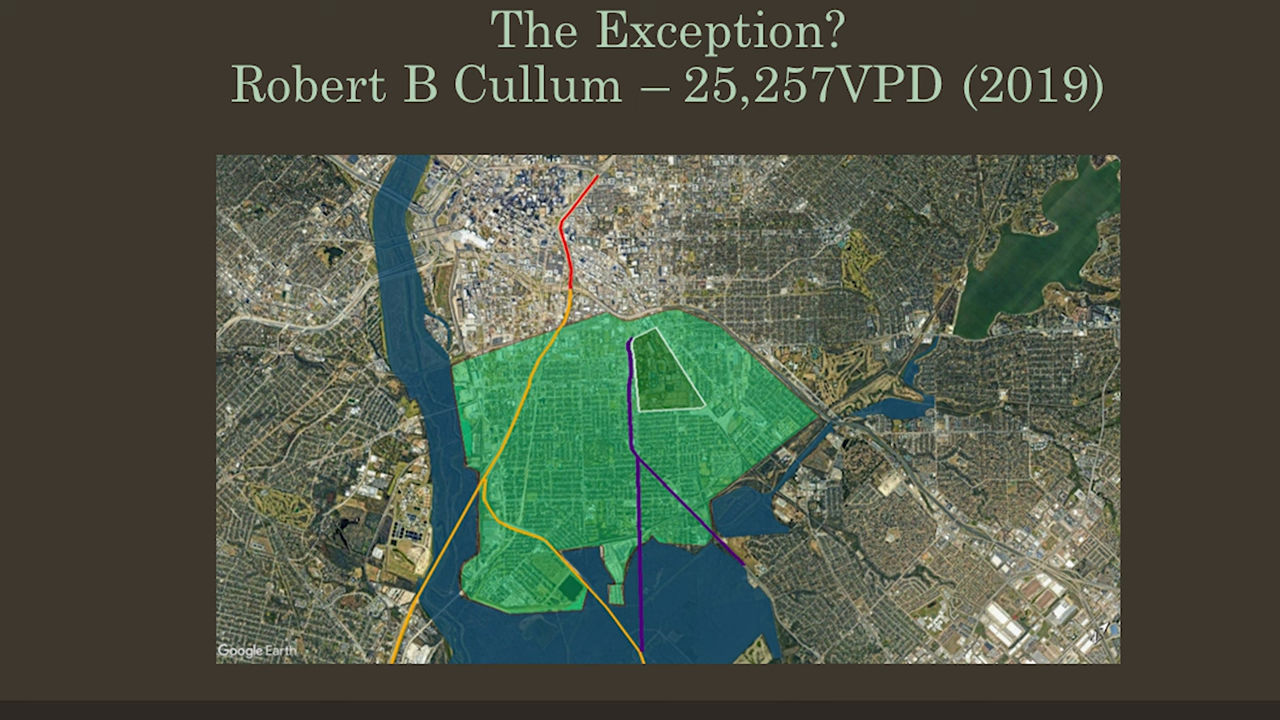 The Exception?
Robert B Cullum – 25,257VPD (2019)
Google Earth